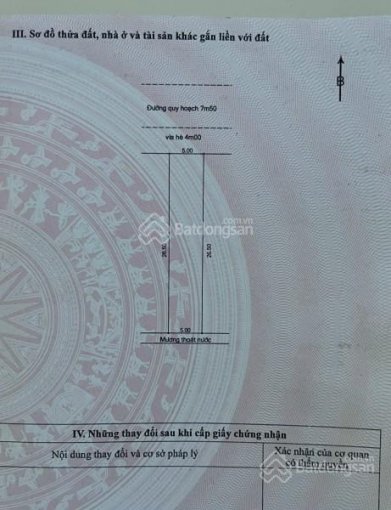 III. Sơ đồ thửa đất, nhà ở và tài sản khác gắn liền với đất
B
Đường quy hoạch 7m50
vỉa hè 4m00
5.00
.com.vn
Batdongsan
26.50
26.50
5.00
Mương thoát nước
IV. Những thay đổi sau khi cấp giấy chứng nhận
Nội dung thay đổi và cơ sở pháp lý
Xác nhận của cơ quan
có thẩm quyền
Batdongsan